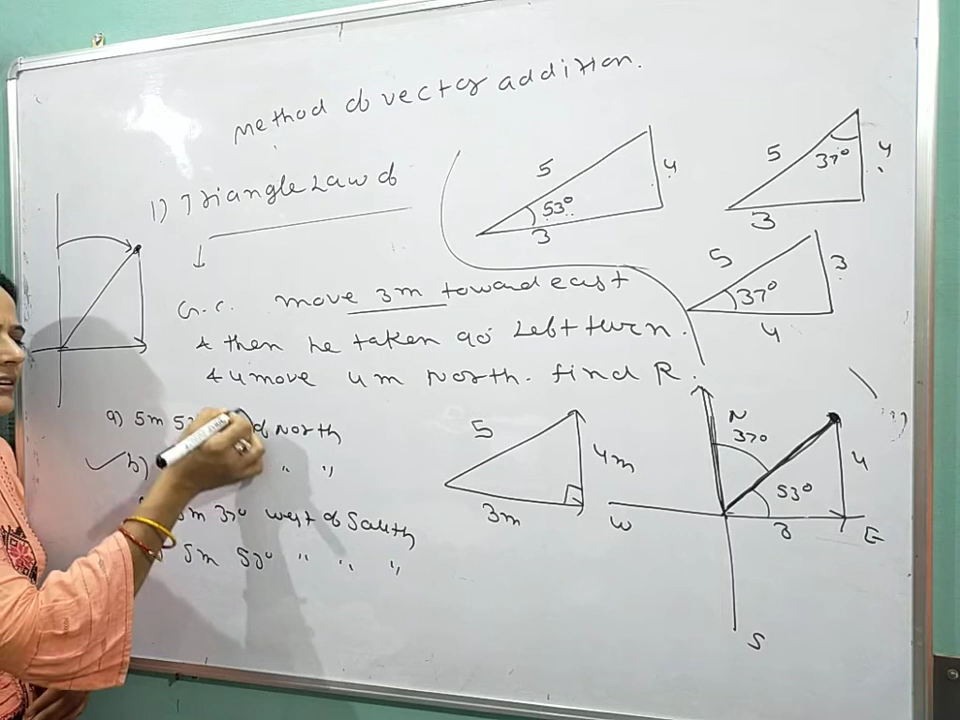 Method of vector addition.
1) Triangle Law of
5
53°
3
4
5
37°
3
4
5
37°
4
3
move 3m toward east
& then he taken 90° Left turn.
& move 4m North. find R.
a) 5m of North
b) " "
5m 37° west of South
5m 53° " " "
5
4m
3m
N
37°
53°
4
3
W
E
S